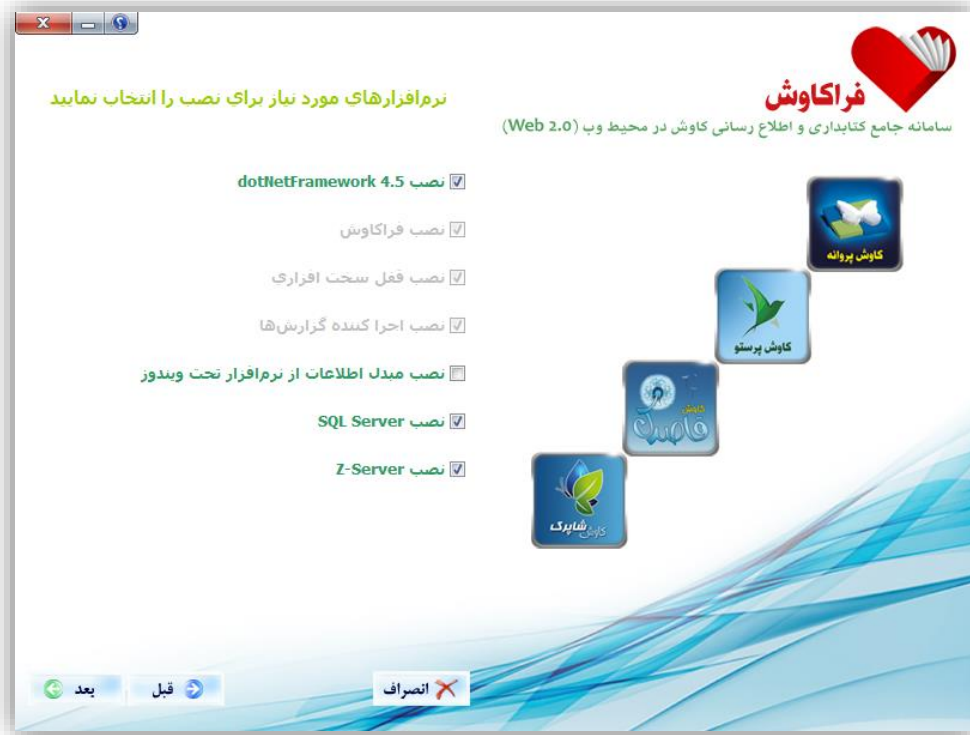 فراکاوش
سامانه جامع کتابداری و اطلاع رسانی کاوش در محیط وب (Web 2.0)
نرم‌افزارهای مورد نیاز برای نصب را انتخاب نمایید
نصب dotNetFramework 4.5
نصب فراکاوش
نصب قفل سخت افزاری
نصب اجرا کننده گزارش‌ها
نصب مبدل اطلاعات از نرم‌افزار تحت ویندوز
نصب SQL Server
نصب Z-Server
کاوش پروانه
کاوش پرستو
کاوش
قاصدک
کاوش شاپرک
انصراف
قبل
بعد